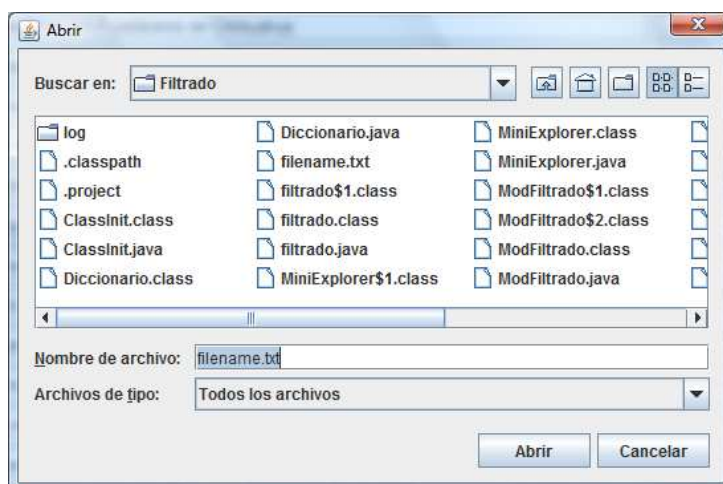 Abrir
Buscar en: Filtrado
log
.classpath
.project
ClassInit.class
ClassInit.java
Diccionario.class
Diccionario.java
filename.txt
filtrado$1.class
filtrado.class
filtrado.java
MiniExplorer$1.class
MiniExplorer.class
MiniExplorer.java
ModFiltrado$1.class
ModFiltrado$2.class
ModFiltrado.class
ModFiltrado.java
Nombre de archivo: filename.txt
Archivos de tipo: Todos los archivos
Abrir Cancelar